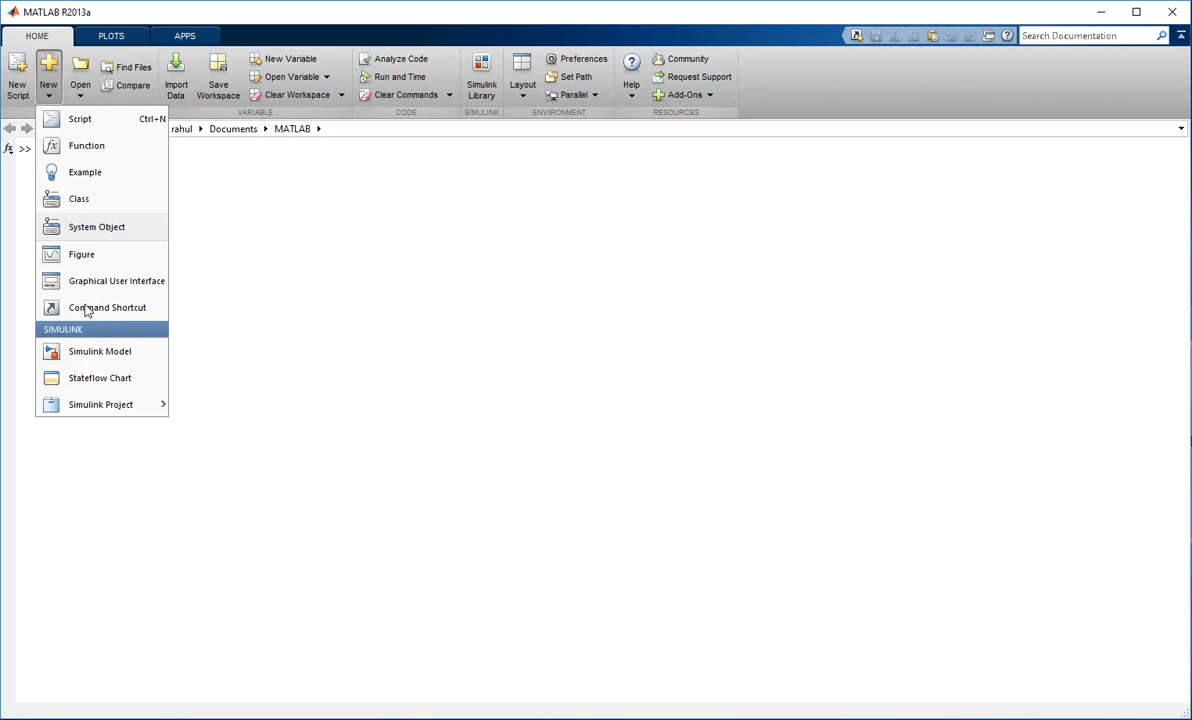 MATLAB R2013a
HOME PLOTS APPS
Search Documentation
New Script
New
Open
Find Files
Compare
Import Data
Save Workspace
New Variable
Open Variable
Clear Workspace
VARIABLE
Analyze Code
Run and Time
Clear Commands
CODE
Simulink Library
SIMULINK
Layout
Preferences
Set Path
Parallel
ENVIRONMENT
Help
Community
Request Support
Add-Ons
RESOURCES
rahul Documents MATLAB
fx >>
Script Ctrl+N
Function
Example
Class
System Object
Figure
Graphical User Interface
Command Shortcut
SIMULINK
Simulink Model
Stateflow Chart
Simulink Project